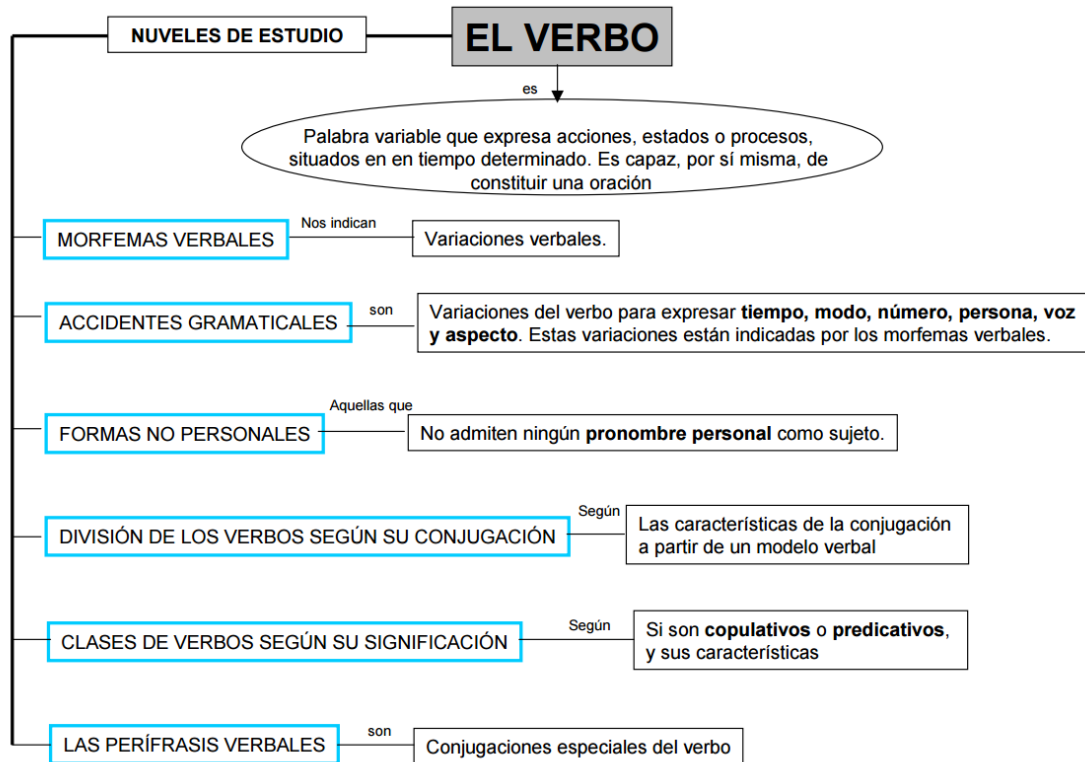 NUVELES DE ESTUDIO
EL VERBO
es
Palabra variable que expresa acciones, estados o procesos,
situados en en tiempo determinado. Es capaz, por sí misma, de
constituir una oración
MORFEMAS VERBALES
Nos indican
Variaciones verbales.
ACCIDENTES GRAMATICALES
son
Variaciones del verbo para expresar tiempo, modo, número, persona, voz
y aspecto. Estas variaciones están indicadas por los morfemas verbales.
FORMAS NO PERSONALES
Aquellas que
No admiten ningún pronombre personal como sujeto.
DIVISIÓN DE LOS VERBOS SEGÚN SU CONJUGACIÓN
Según
Las características de la conjugación
a partir de un modelo verbal
CLASES DE VERBOS SEGÚN SU SIGNIFICACIÓN
Según
Si son copulativos o predicativos,
y sus características
LAS PERÍFRASIS VERBALES
son
Conjugaciones especiales del verbo